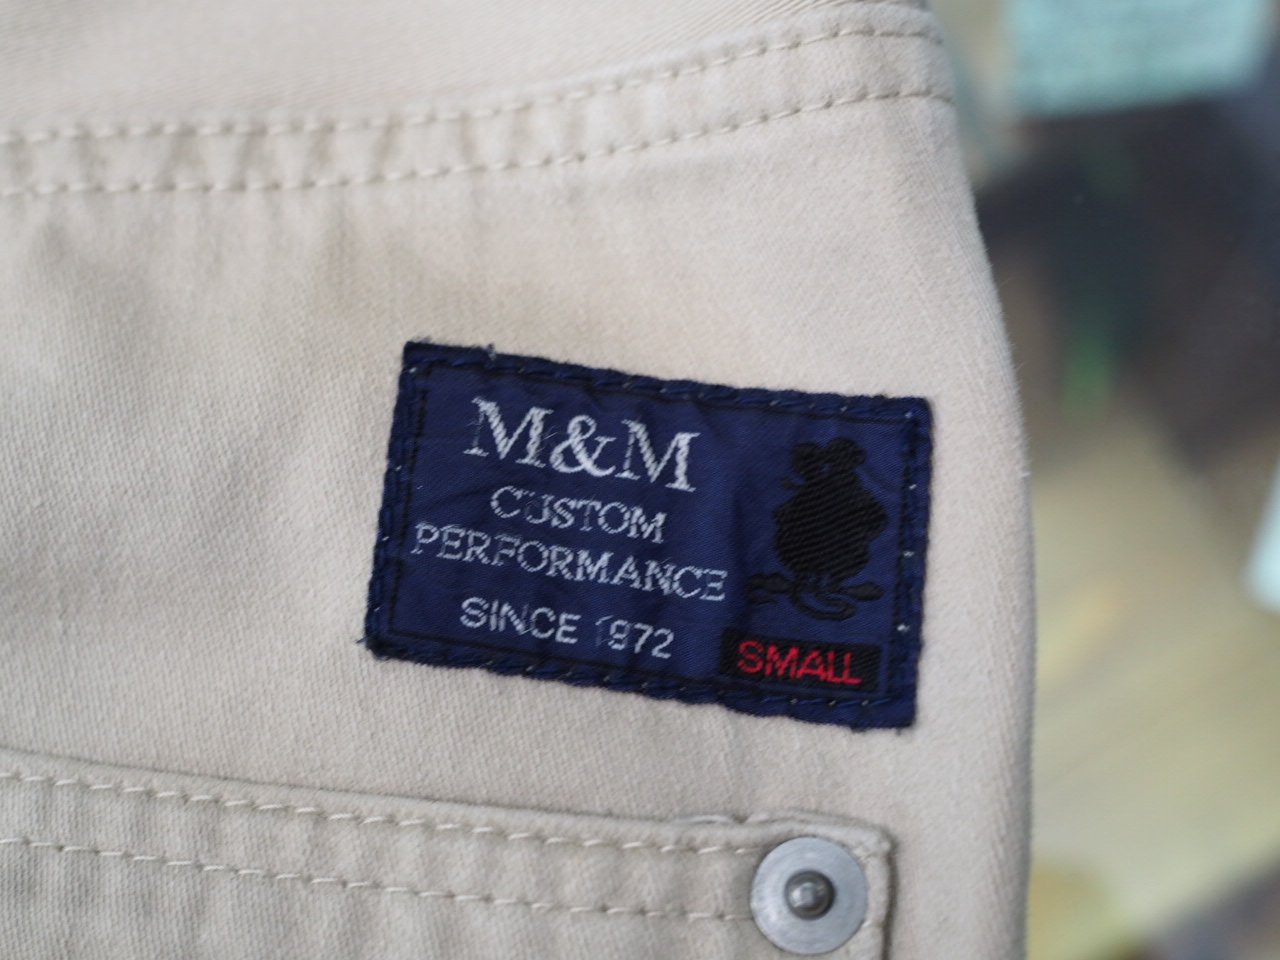 M&M
CUSTOM
PERFORMANCE
SINCE 1972
SMALL